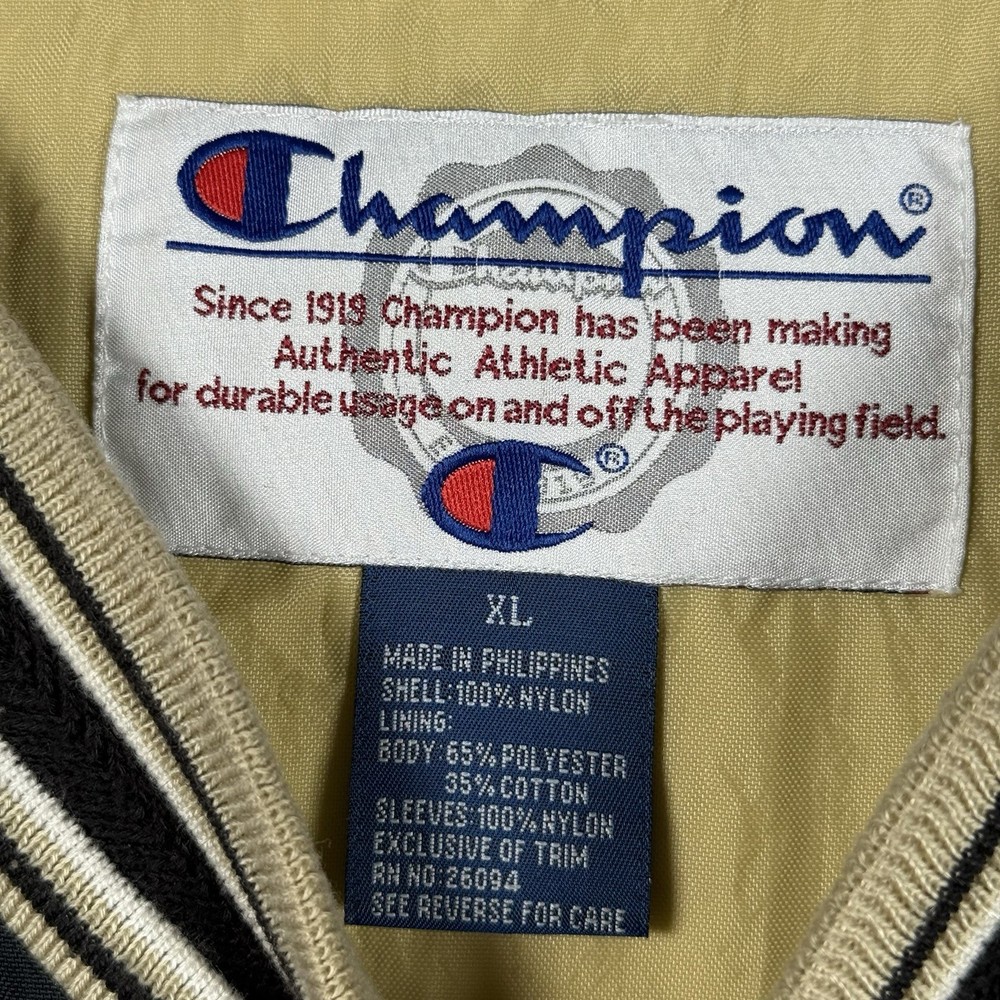 Champion®
Champion
Since 1919 Champion has been making
Authentic Athletic Apparel
for durable usage on and off the playing field.
®
XL
MADE IN PHILIPPINES
SHELL:100% NYLON
LINING:
BODY: 65% POLYESTER
35% COTTON
SLEEVES:100% NYLON
EXCLUSIVE OF TRIM
RN NO:26094
SEE REVERSE FOR CARE